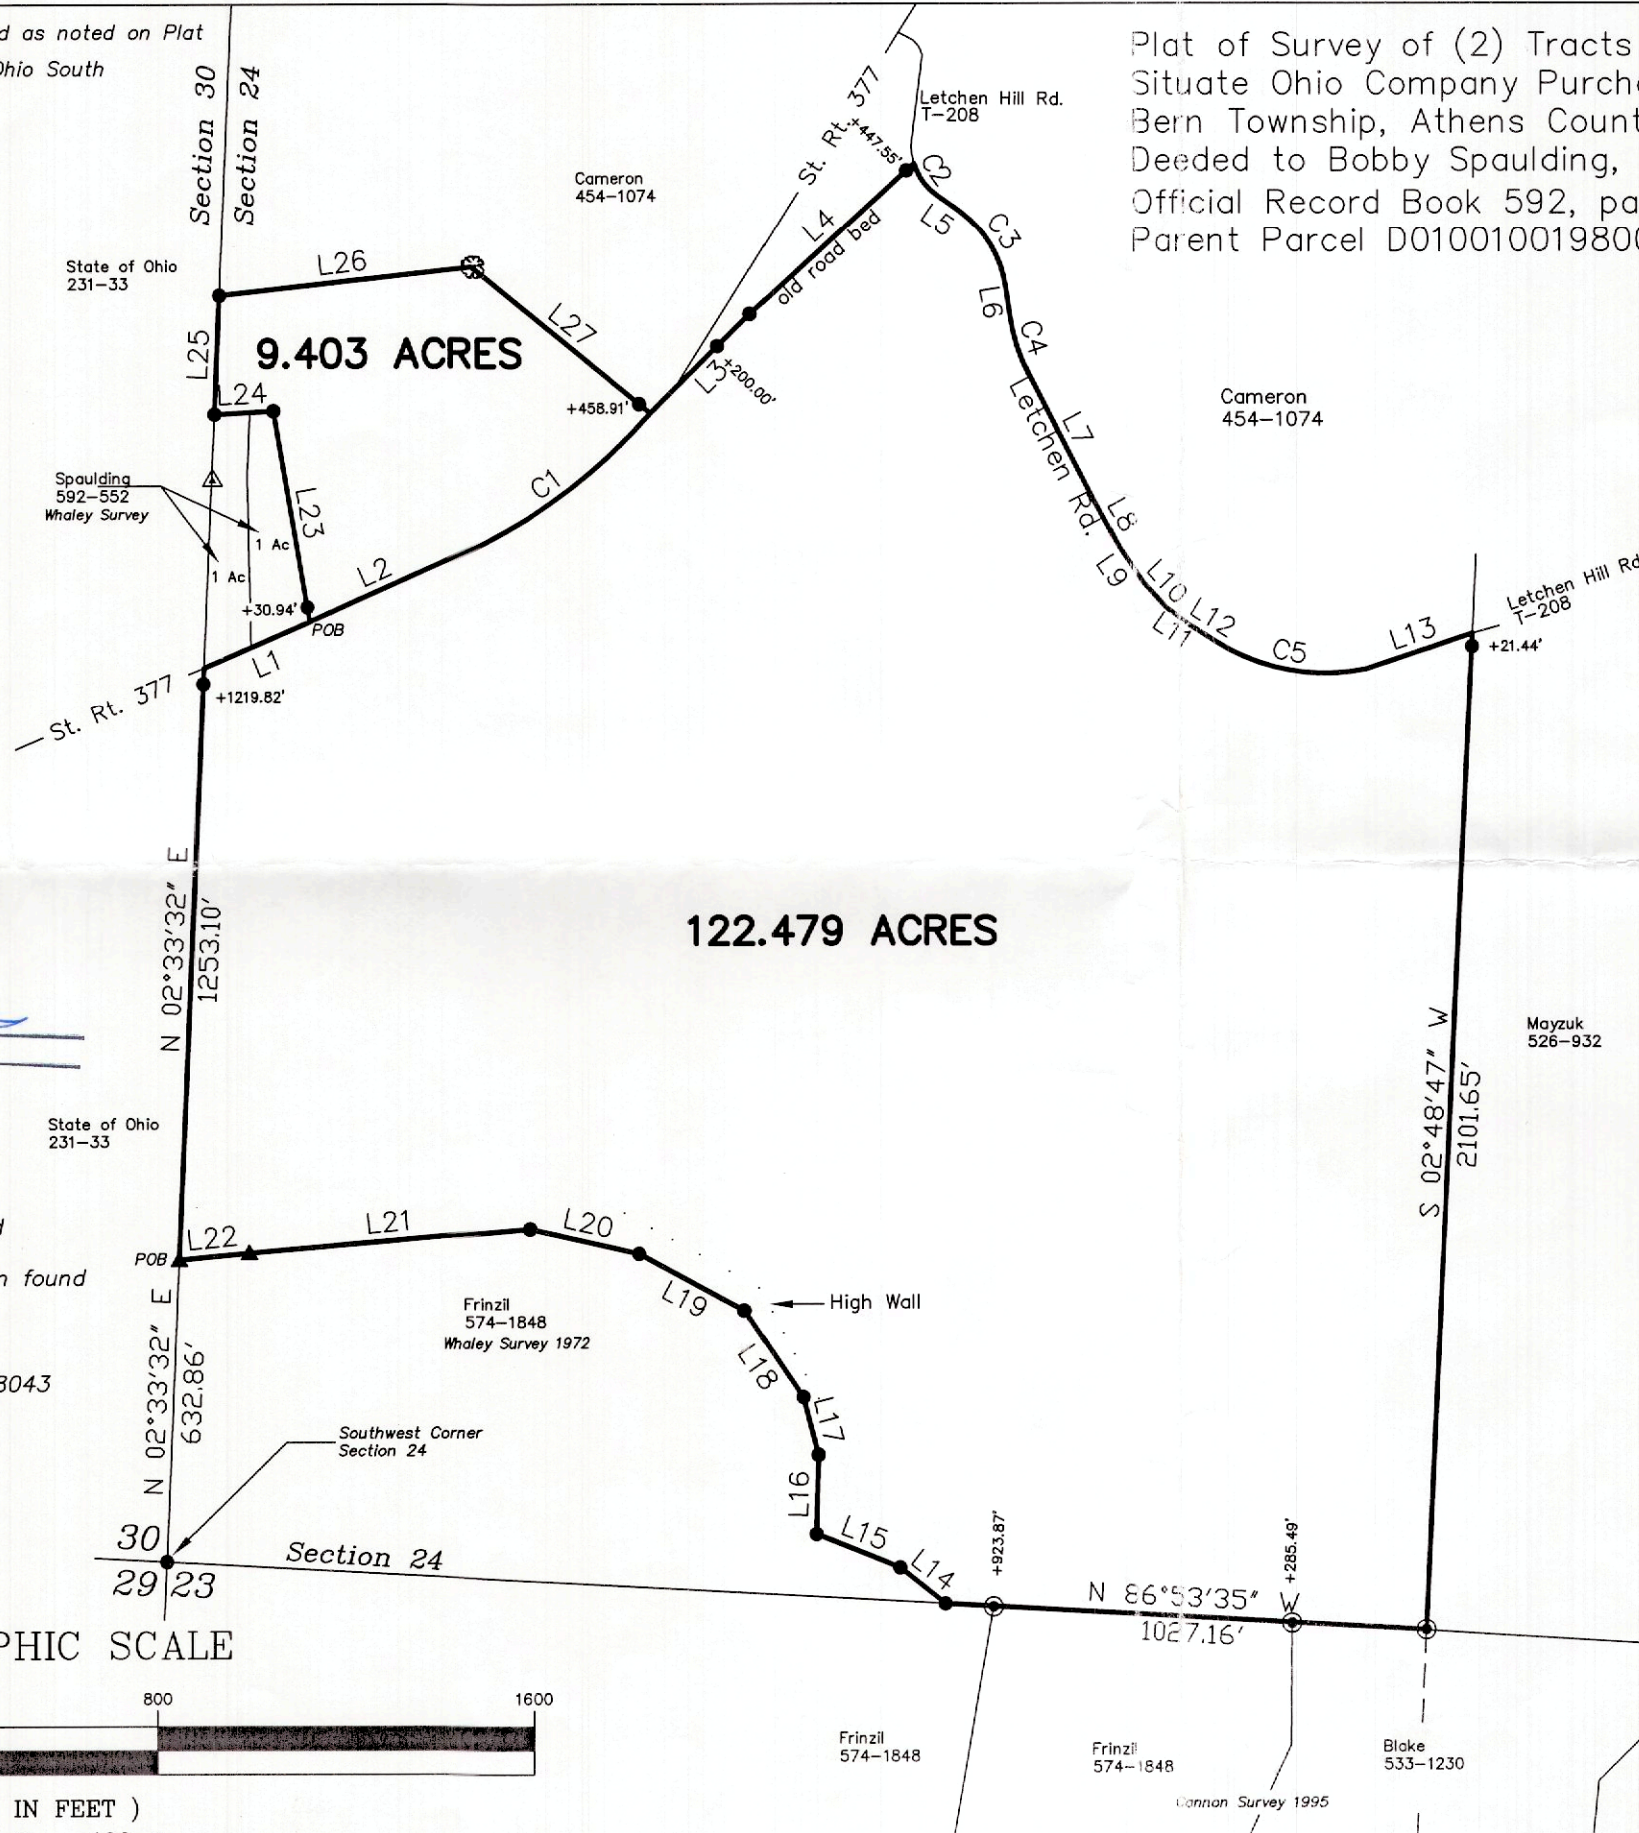 d as noted on Plat
Ohio South
Plat of Survey of (2) Tracts
Situate Ohio Company Purch
Bern Township, Athens Count
Deeded to Bobby Spaulding,
Official Record Book 592, pa
Parent Parcel D01001001980
Section 30
Section 24
St. Rt. 377
Letchen Hill Rd.
T-208
+447.55'
C2
Cameron
454-1074
L4
old road bed
L5
C3
State of Ohio
231-33
L26
L6
L27
L25
9.403 ACRES
C4
L3
+200.00'
L24
+458.91'
Cameron
454-1074
L7
Letchen Rd.
Spaulding
592-552
Whaley Survey
L23
C1
L8
1 Ac
1 Ac
L2
L9
L10
L12
L11
+30.94'
POB
L1
C5
L13
Letchen Hill Rd
T-208
+21.44'
+1219.82'
St. Rt. 377
N 02°33'32" E
1253.10'
122.479 ACRES
S 02°48'47" W
2101.65'
Mayzuk
526-932
State of Ohio
231-33
POB
L22
L21
L20
L19
High Wall
n found
Frinzil
574-1848
Whaley Survey 1972
L18
N 02°33'32" E
632.86'
3043
L17
Southwest Corner
Section 24
L16
L15
L14
+923.87'
+285.49'
30
29
23
Section 24
N 86°53'35" W
1027.16'
PHIC SCALE
800
1600
IN FEET )
Frinzil
574-1848
Frinzil
574-1848
Blake
533-1230
Cannon Survey 1995